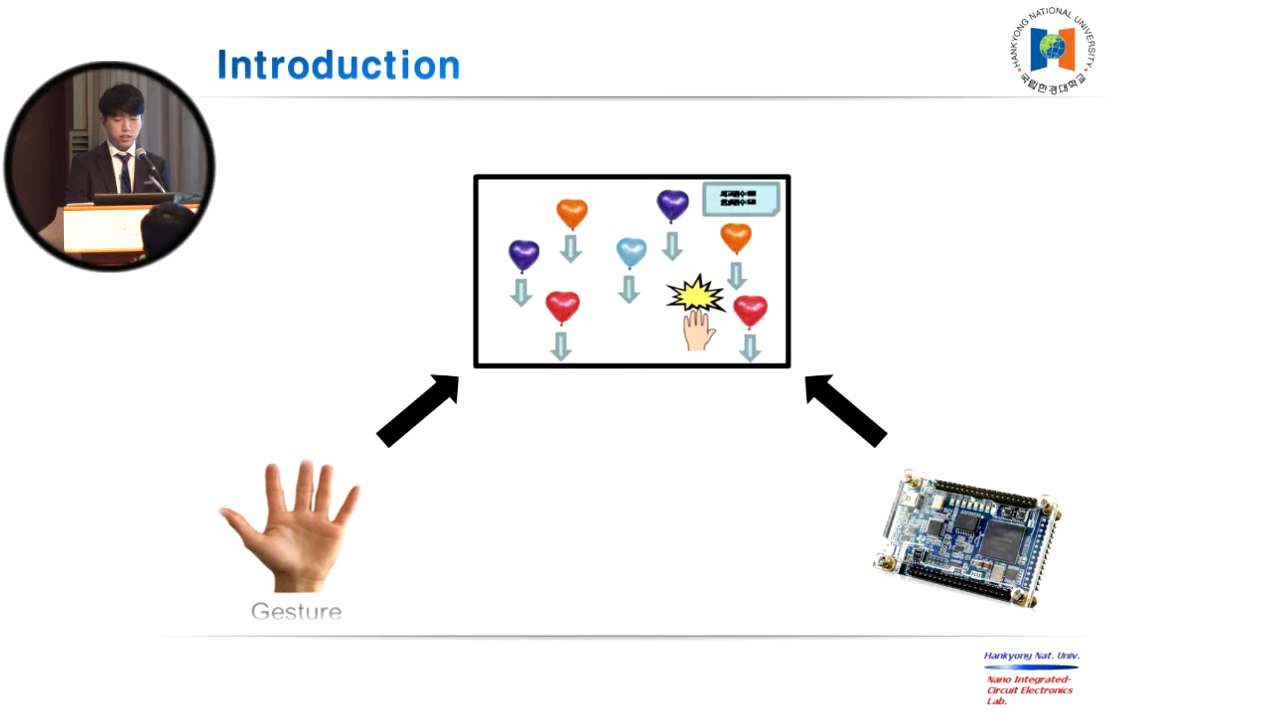 Introduction
HANKYONG NATIONAL UNIVERSITY
국립한경대학교
Gesture
Hankyony Nat. Univ.
Nano Integrated-
Circuit Electronics
Lab.